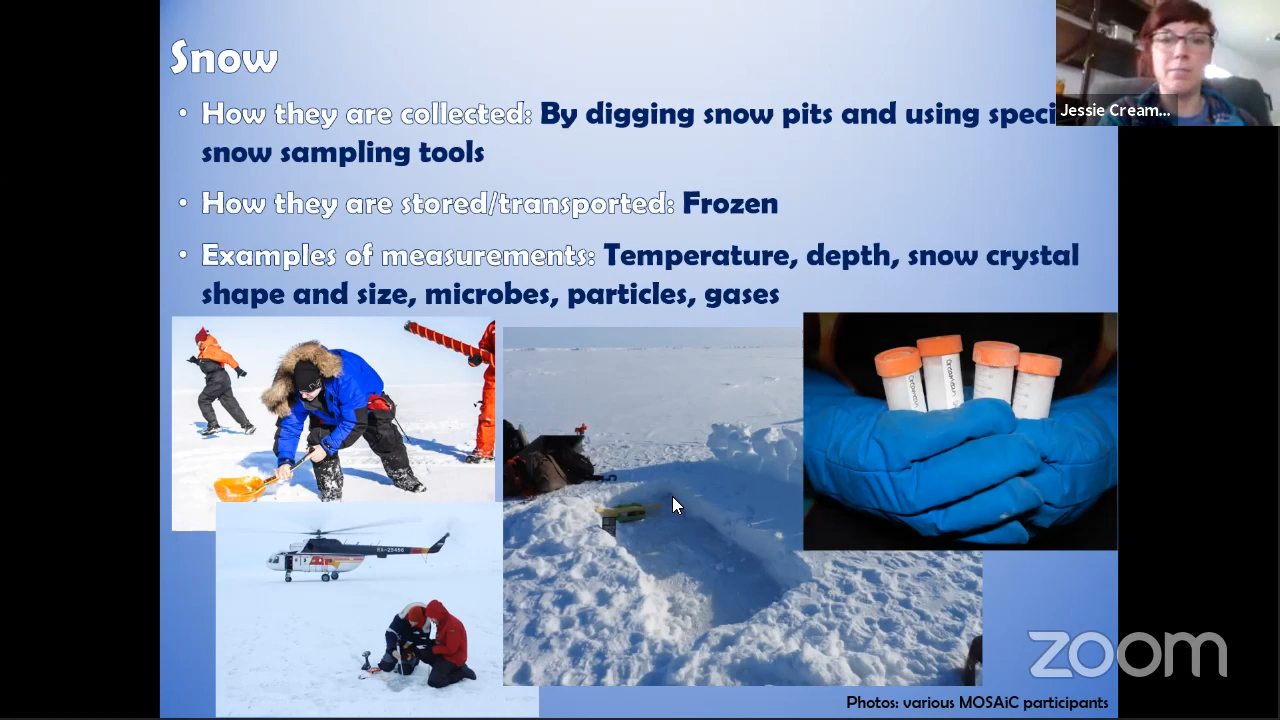 Snow
• How they are collected: By digging snow pits and using speci
snow sampling tools
• How they are stored/transported: Frozen
• Examples of measurements: Temperature, depth, snow crystal
shape and size, microbes, particles, gases
Jessie Cream...
RA-25496
zoom
Photos: various MOSAiC participants